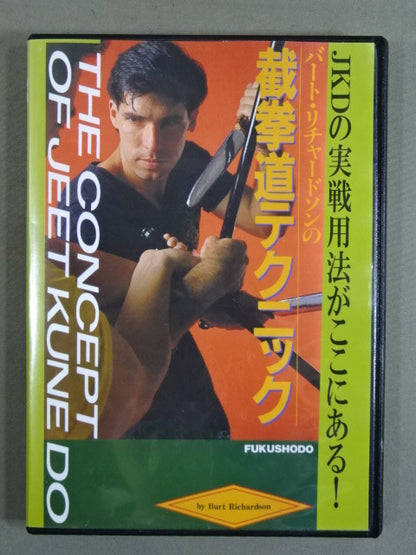 JKDの実戦用法がここにある!
バート・リチャードソンの
截拳道テクニック
THE CONCEPT
OF JEET KUNE DO
FUKUSHODO
by Burt Richardson